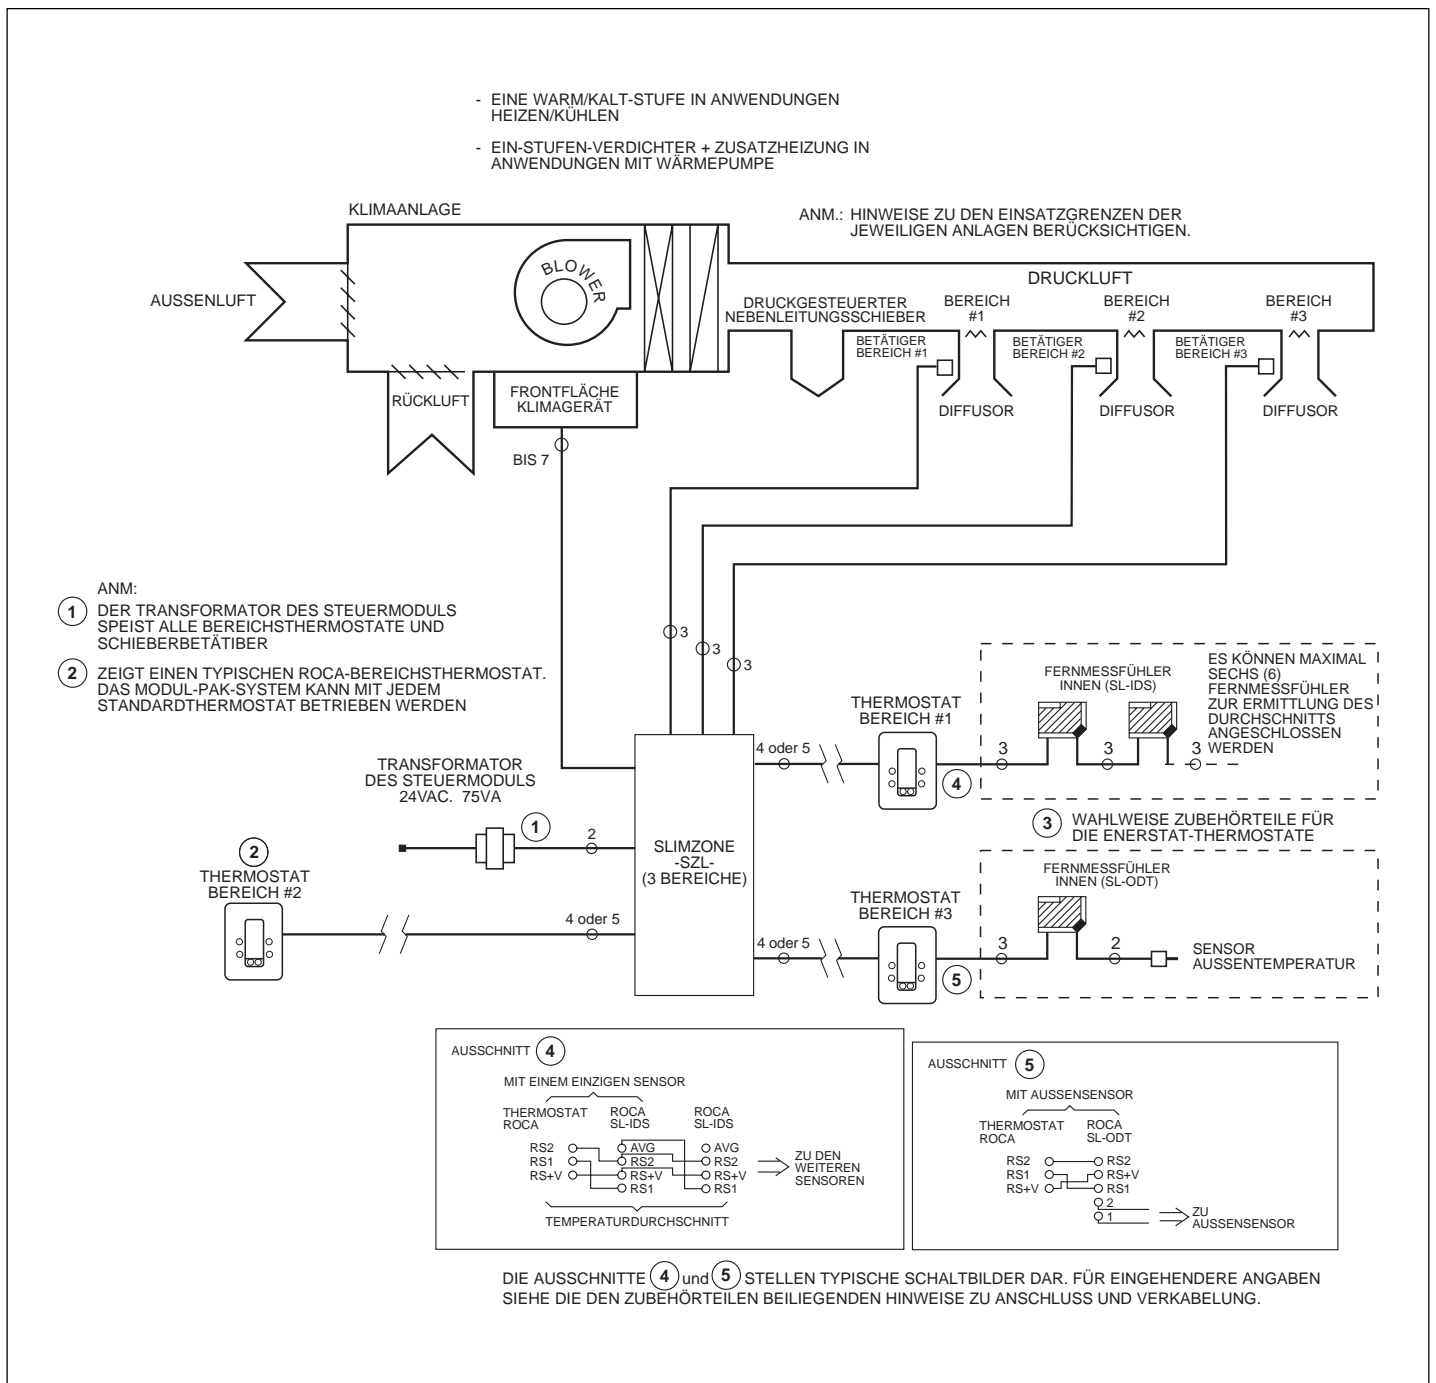 - EINE WARM/KALT-STUFE IN ANWENDUNGEN
HEIZEN/KÜHLEN
- EIN-STUFEN-VERDICHTER + ZUSATZHEIZUNG IN
ANWENDUNGEN MIT WÄRMEPUMPE
KLIMAANLAGE
ANM.: HINWEISE ZU DEN EINSATZGRENZEN DER
JEWEILIGEN ANLAGEN BERÜCKSICHTIGEN.
BLOWER
AUSSENLUFT
DRUCKLUFT
DRUCKGESTEUERTER
NEBENLEITUNGSSCHIEBER
BEREICH
#1
BEREICH
#2
BEREICH
#3
BETÄTIGER
BEREICH #1
BETÄTIGER
BEREICH #2
BETÄTIGER
BEREICH #3
RÜCKLUFT
FRONTFLÄCHE
KLIMAGERÄT
DIFFUSOR
DIFFUSOR
DIFFUSOR
BIS 7
ANM:
1 DER TRANSFORMATOR DES STEUERMODULS
SPEIST ALLE BEREICHSTHERMOSTATE UND
SCHIEBERBETÄTIBER
2 ZEIGT EINEN TYPISCHEN ROCA-BEREICHSTHERMOSTAT.
DAS MODUL-PAK-SYSTEM KANN MIT JEDEM
STANDARDTHERMOSTAT BETRIEBEN WERDEN
3
3
3
THERMOSTAT
BEREICH #1
4 oder 5
4
FERNMESSFÜHLER
INNEN (SL-IDS)
3
3
3
ES KÖNNEN MAXIMAL
SECHS (6)
FERNMESSFÜHLER
ZUR ERMITTLUNG DES
DURCHSCHNITTS
ANGESCHLOSSEN
WERDEN
TRANSFORMATOR
DES STEUERMODULS
24VAC. 75VA
1
2
SLIMZONE
-SZL-
(3 BEREICHE)
3 WAHLWEISE ZUBEHÖRTEILE FÜR
DIE ENERSTAT-THERMOSTATE
2
THERMOSTAT
BEREICH #2
4 oder 5
THERMOSTAT
BEREICH #3
4 oder 5
5
FERNMESSFÜHLER
INNEN (SL-ODT)
3
2
SENSOR
AUSSENTEMPERATUR
AUSSCHNITT 4
MIT EINEM EINZIGEN SENSOR
THERMOSTAT
ROCA
ROCA
SL-IDS
ROCA
SL-IDS
AVG AVG
RS2 RS2 RS2
RS1 RS+V RS+V
RS+V RS1 RS1
ZU DEN
WEITEREN
SENSOREN
TEMPERATURDURCHSCHNITT
AUSSCHNITT 5
MIT AUSSENSENSOR
THERMOSTAT
ROCA
ROCA
SL-ODT
RS2 RS2
RS1 RS+V
RS+V RS1
2
1
ZU
AUSSENSENSOR
DIE AUSSCHNITTE 4 und 5 STELLEN TYPISCHE SCHALTBILDER DAR. FÜR EINGEHENDERE ANGABEN
SIEHE DIE DEN ZUBEHÖRTEILEN BEILIEGENDEN HINWEISE ZU ANSCHLUSS UND VERKABELUNG.